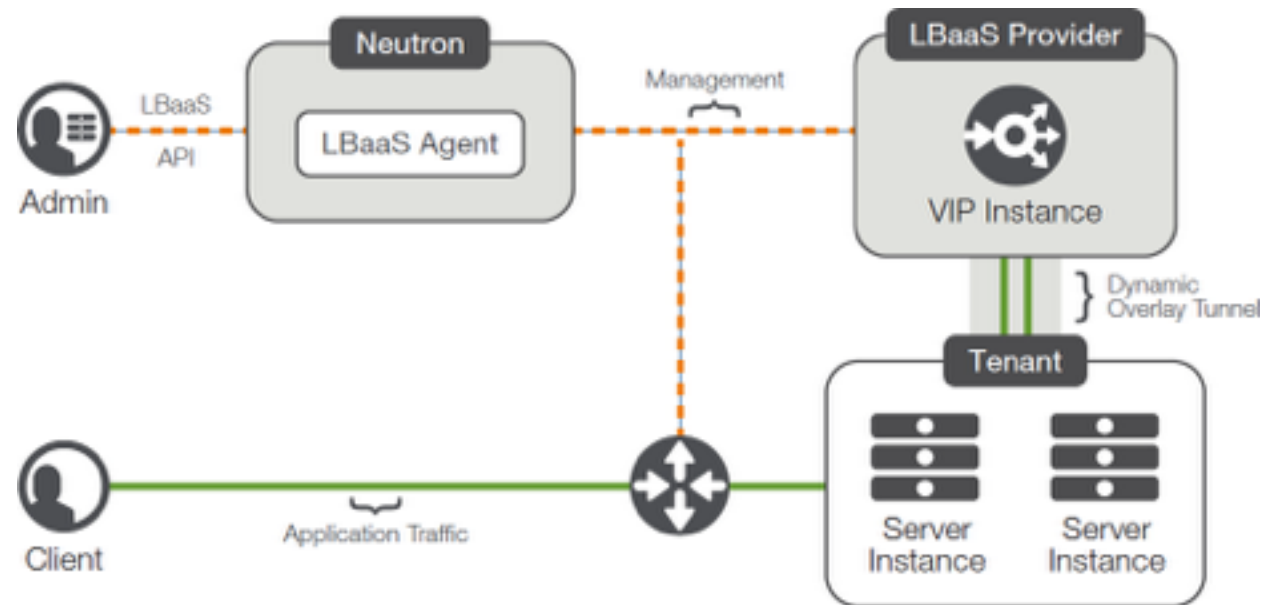 Neutron
LBaaS Provider
Management
LBaaS
API
LBaaS Agent
Admin
VIP Instance
Dynamic
Overlay Tunnel
Tenant
Application Traffic
Client
Server
Instance
Server
Instance